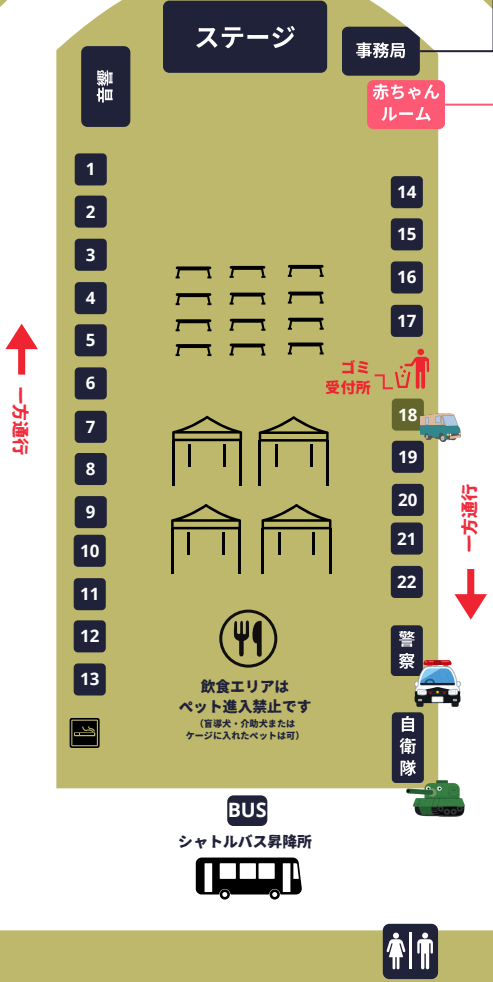 ステージ
事務局
音響
赤ちゃん
ルーム
1
2
3
4
5
6
7
8
9
10
11
12
13
14
15
16
17
ゴミ
受付所
18
19
20
21
22
一方通行
一方通行
警察
自衛隊
飲食エリアは
ペット進入禁止です
(盲導犬・介助犬または
ケージに入れたペットは可)
BUS
シャトルバス昇降所